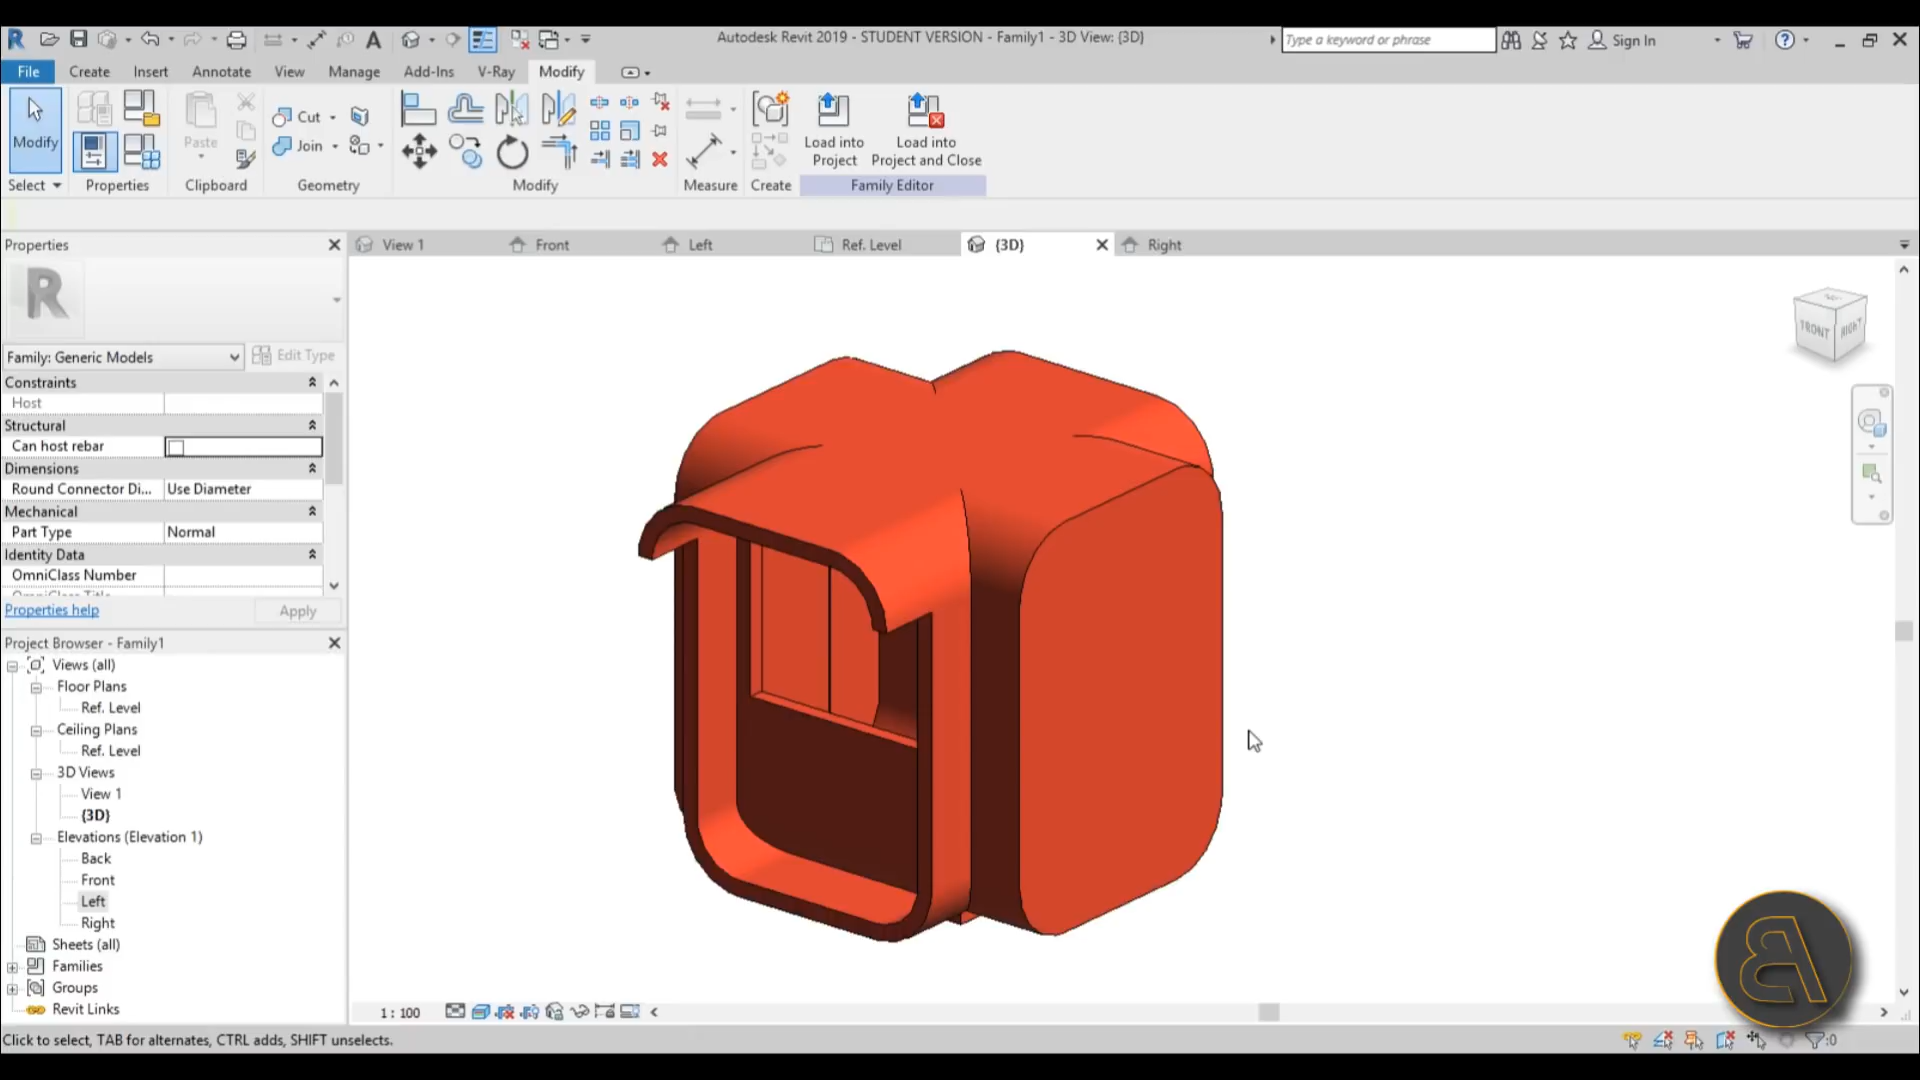 Autodesk Revit 2019 - STUDENT VERSION - Family1 - 3D View: {3D}
Type a keyword or phrase
Sign In
File
Create
Insert
Annotate
View
Manage
Add-Ins
V-Ray
Modify
Modify
Paste
Cut
Join
Load into
Project
Load into
Project and Close
Select
Properties
Clipboard
Geometry
Modify
Measure
Create
Family Editor
Properties
View 1
Front
Left
Ref. Level
{3D}
Right
Family: Generic Models
Edit Type
Constraints
Host
Structural
Can host rebar
Dimensions
Round Connector Di... Use Diameter
Mechanical
Part Type Normal
Identity Data
OmniClass Number
OmniClass Title
Properties help
Apply
Project Browser - Family1
Views (all)
Floor Plans
Ref. Level
Ceiling Plans
Ref. Level
3D Views
View 1
{3D}
Elevations (Elevation 1)
Back
Front
Left
Right
Sheets (all)
Families
Groups
Revit Links
FRONT
RIGHT
1 : 100
Click to select, TAB for alternates, CTRL adds, SHIFT unselects.
:0